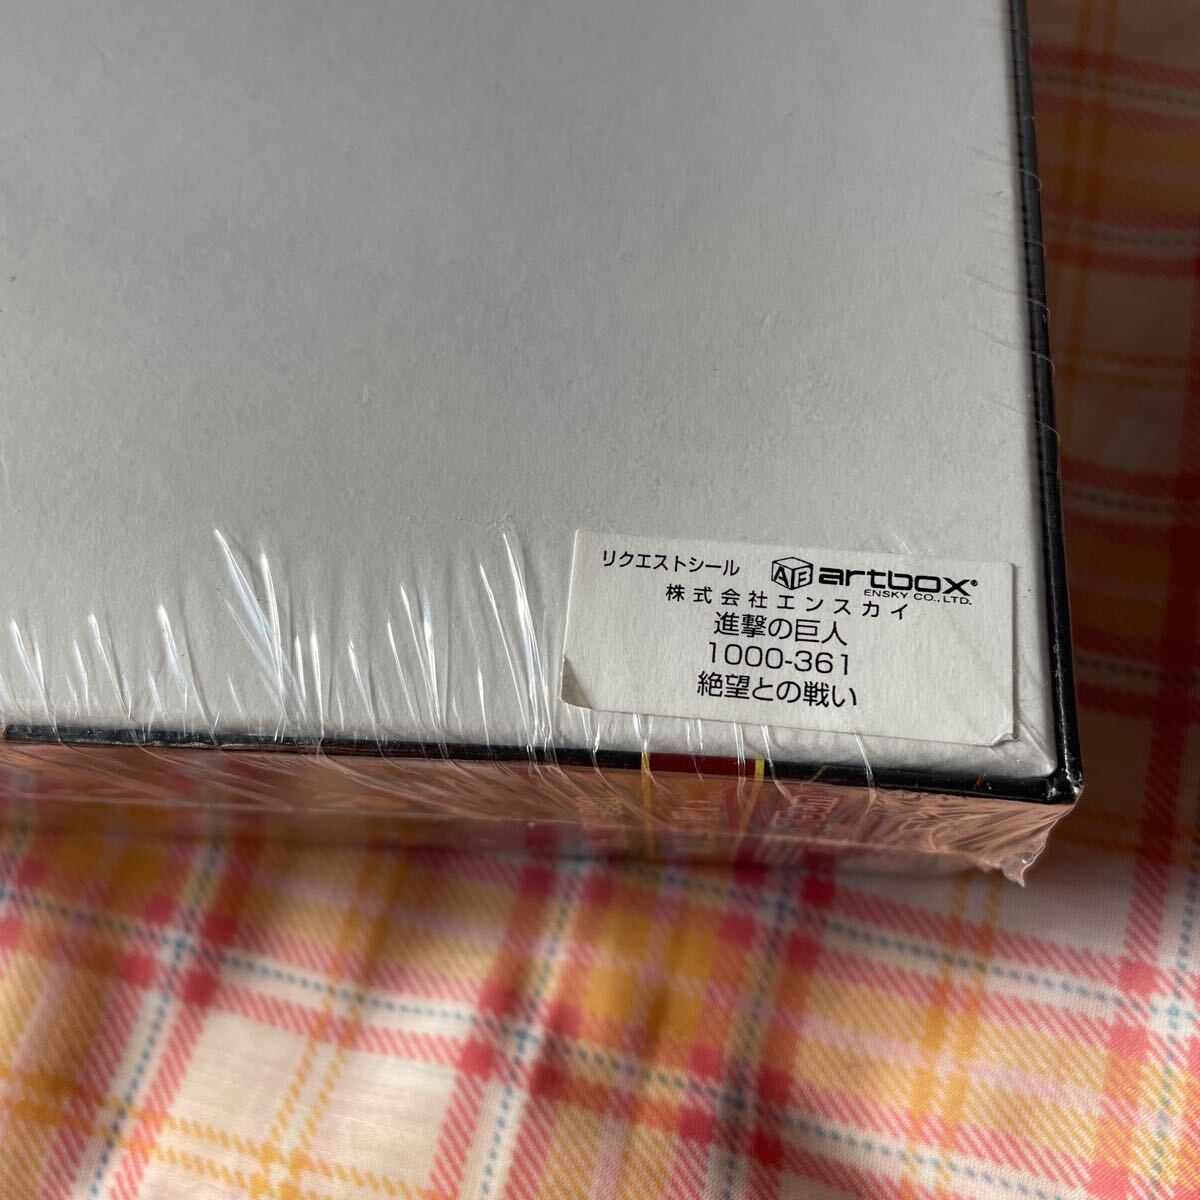 リクエストシール
AB artbox®
ENSKY CO.,LTD.
株式会社エンスカイ
進撃の巨人
1000-361
絶望との戦い